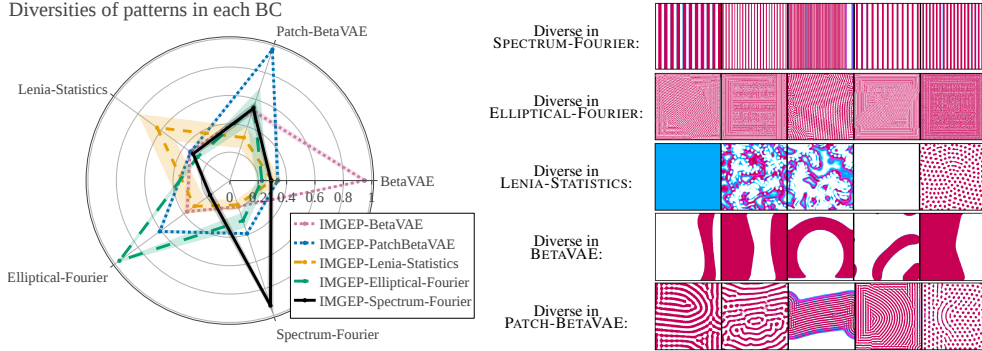 Diversities of patterns in each BC
Patch-BetaVAE
Lenia-Statistics
BetaVAE
0 0.2 0.4 0.6 0.8 1
Elliptical-Fourier
Spectrum-Fourier
IMGEP-BetaVAE
IMGEP-PatchBetaVAE
IMGEP-Lenia-Statistics
IMGEP-Elliptical-Fourier
IMGEP-Spectrum-Fourier
Diverse in
SPECTRUM-FOURIER:
Diverse in
ELLIPTICAL-FOURIER:
Diverse in
LENIA-STATISTICS:
Diverse in
BETAVAE:
Diverse in
PATCH-BETAVAE: